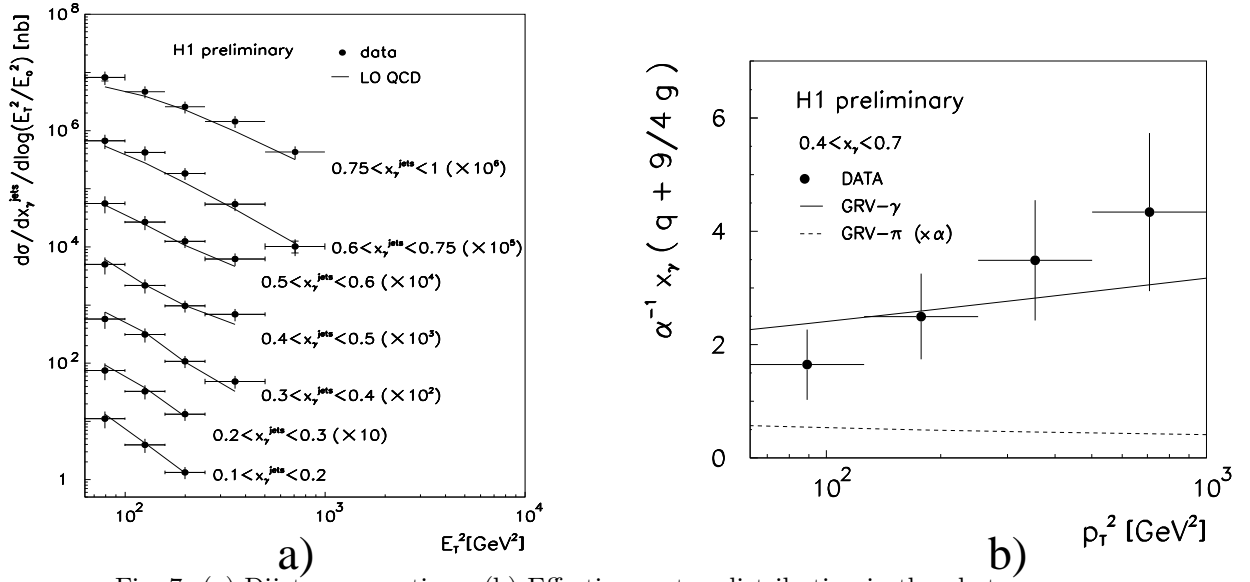 10^8
10^6
10^4
10^2
1
dσ/dx_γ^jets/dlog(E_T^2/E_0^2) [nb]
H1 preliminary
data
LO QCD
0.75<x_γ^jets<1 (×10^6)
0.6<x_γ^jets<0.75 (×10^5)
0.5<x_γ^jets<0.6 (×10^4)
0.4<x_γ^jets<0.5 (×10^3)
0.3<x_γ^jets<0.4 (×10^2)
0.2<x_γ^jets<0.3 (×10)
0.1<x_γ^jets<0.2
10^2 10^3 10^4
E_T^2[GeV^2]
a)
α^-1 x_γ ( q + 9/4 g )
6
4
2
0
H1 preliminary
0.4<x_γ<0.7
DATA
GRV-γ
GRV-π (×α)
10^2 10^3
p_T^2 [GeV^2]
b)